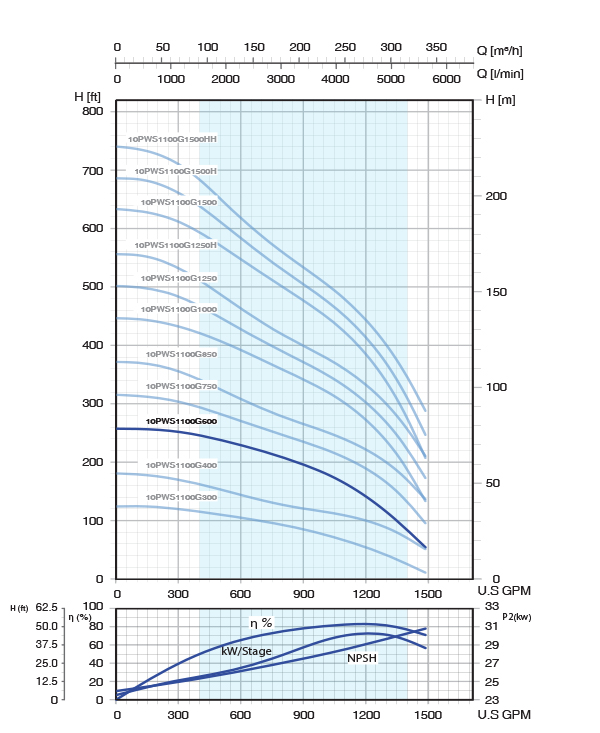 0 50 100 150 200 250 300 350 Q [m³/h]
0 1000 2000 3000 4000 5000 6000 Q [l/min]
H [ft] H [m]
800
10PWS1100G1500HH
700
10PWS1100G1500H
200
10PWS1100G1500
600
10PWS1100G1250H
500
10PWS1100G1250
150
10PWS1100G1000
400
10PWS1100G850
100
10PWS1100G750
300
10PWS1100G600
200
10PWS1100G400
50
10PWS1100G300
100
0 0
0 300 600 900 1200 1500 U.S GPM
H (ft) 62.5 η (%) 100 33 P2(kw)
50.0 80 η % 31
37.5 60 kW/Stage 29
25.0 40 NPSH 27
12.5 20 25
0 0 23
0 300 600 900 1200 1500 U.S GPM